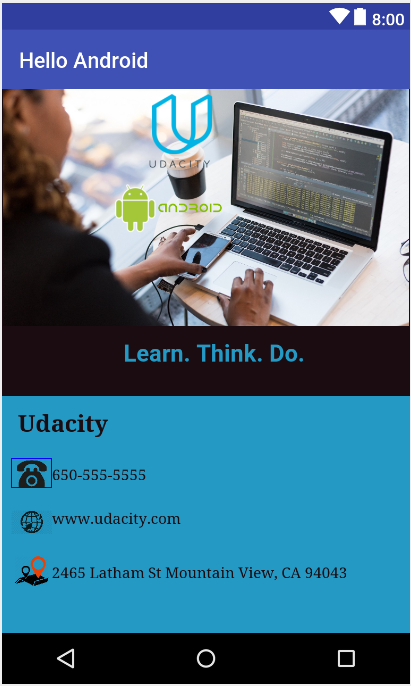 8:00
Hello Android
UDACITY
ANDROID
Learn. Think. Do.
Udacity
650-555-5555
www.udacity.com
2465 Latham St Mountain View, CA 94043